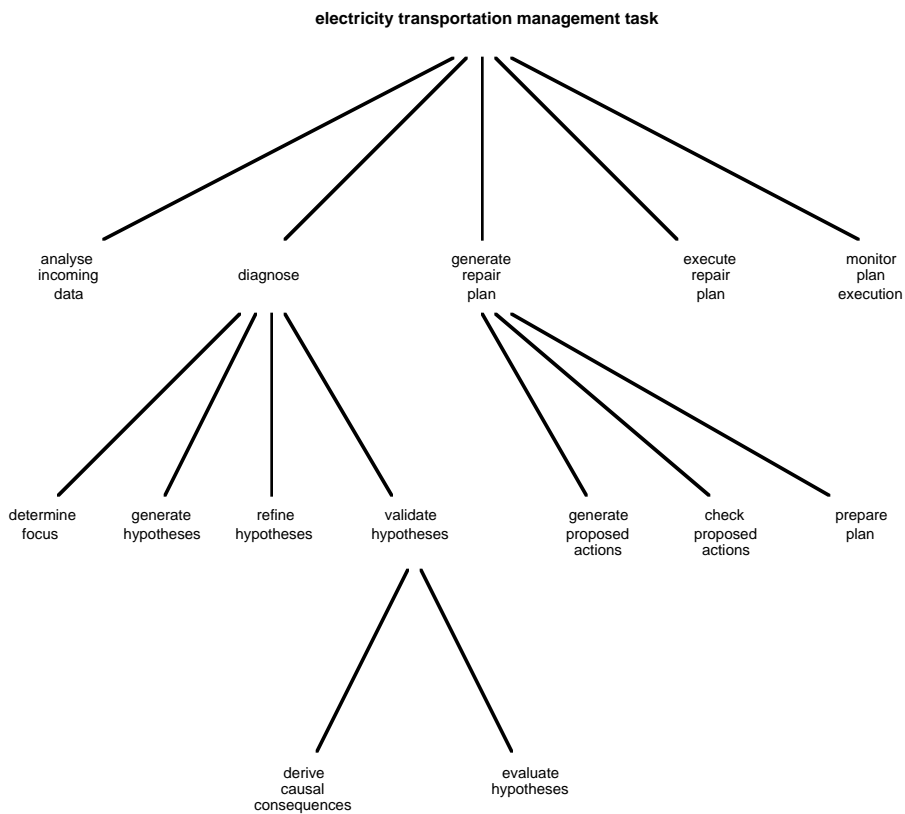 electricity transportation management task
analyse
incoming
data
diagnose
generate
repair
plan
execute
repair
plan
monitor
plan
execution
determine
focus
generate
hypotheses
refine
hypotheses
validate
hypotheses
generate
proposed
actions
check
proposed
actions
prepare
plan
derive
causal
consequences
evaluate
hypotheses